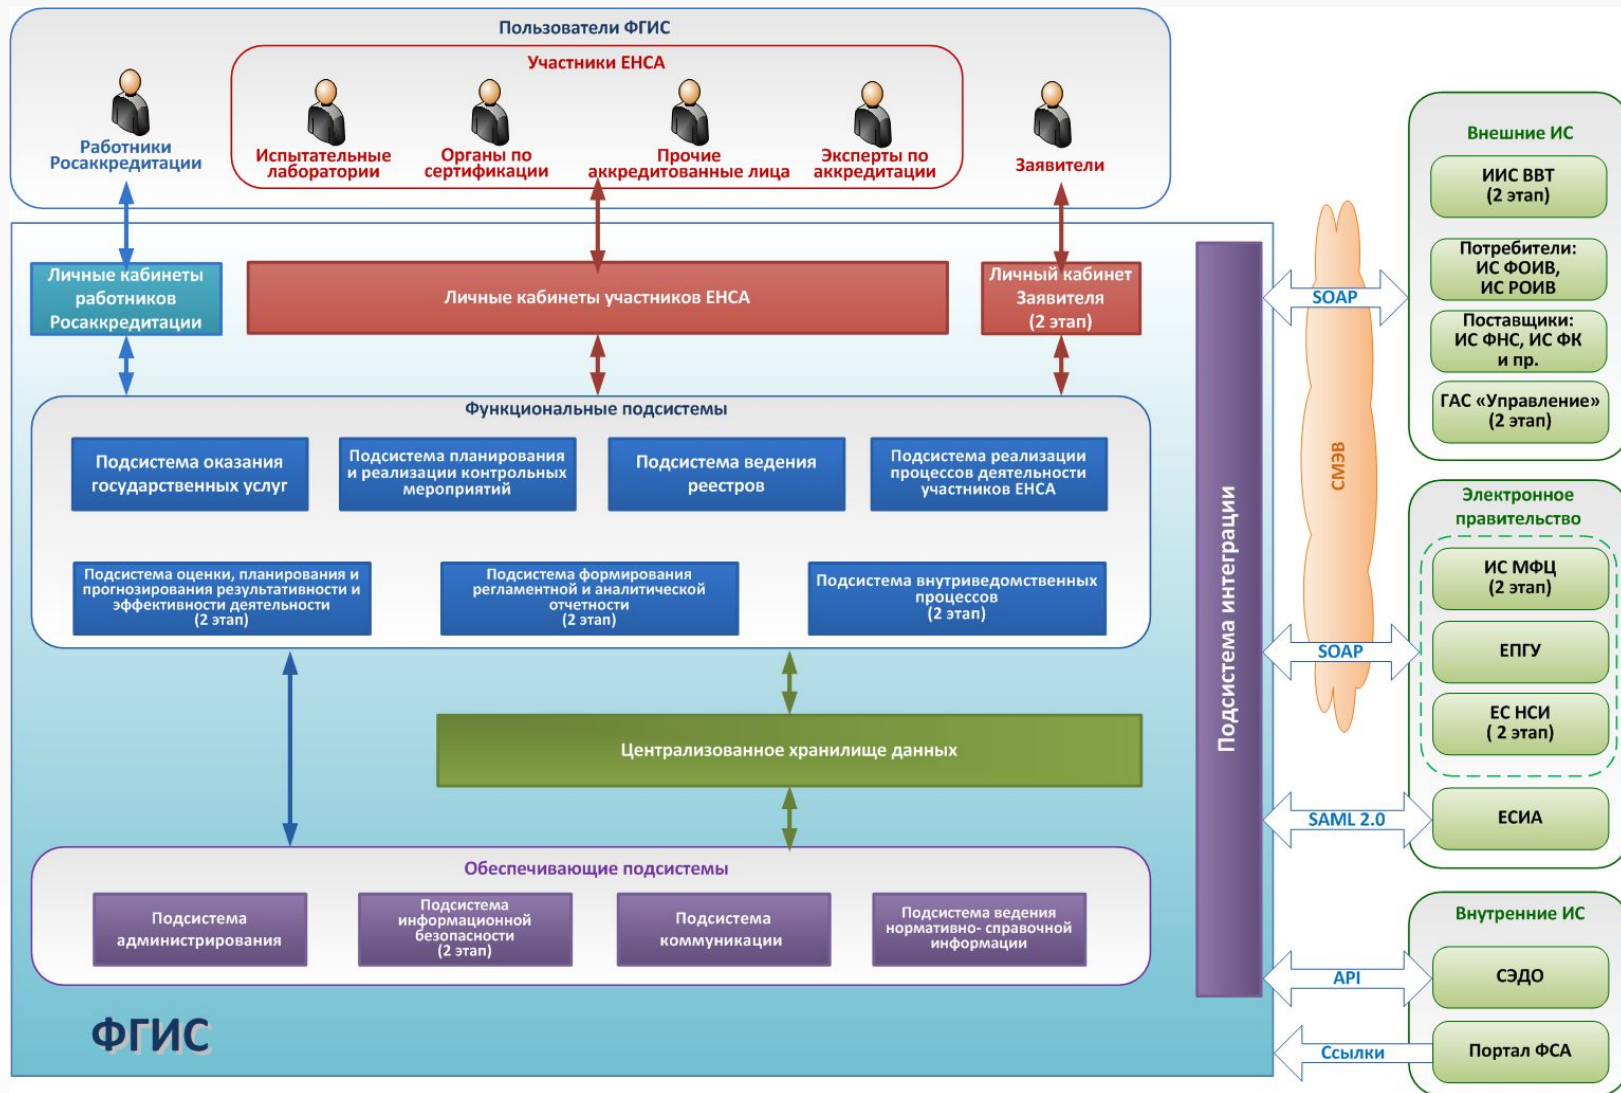 Пользователи ФГИС
Участники ЕНСА
Работники
Росаккредитации
Испытательные
лаборатории
Органы по
сертификации
Прочие
аккредитованные лица
Эксперты по
аккредитации
Заявители
Личные кабинеты
работников
Росаккредитации
Личные кабинеты участников ЕНСА
Личный кабинет
Заявителя
(2 этап)
Функциональные подсистемы
Подсистема оказания
государственных услуг
Подсистема планирования
и реализации контрольных
мероприятий
Подсистема ведения
реестров
Подсистема реализации
процессов деятельности
участников ЕНСА
Подсистема оценки, планирования и
прогнозирования результативности и
эффективности деятельности
(2 этап)
Подсистема формирования
регламентной и аналитической
отчетности
(2 этап)
Подсистема внутриведомственных
процессов
(2 этап)
Централизованное хранилище данных
Обеспечивающие подсистемы
Подсистема
администрирования
Подсистема
информационной
безопасности
(2 этап)
Подсистема
коммуникации
Подсистема ведения
нормативно- справочной
информации
ФГИС
Подсистема интеграции
СМЭВ
SOAP
SOAP
SAML 2.0
API
Ссылки
Внешние ИС
ИИС ВВТ
(2 этап)
Потребители:
ИС ФОИВ,
ИС РОИВ
Поставщики:
ИС ФНС, ИС ФК
и пр.
ГАС «Управление»
(2 этап)
Электронное
правительство
ИС МФЦ
(2 этап)
ЕПГУ
ЕС НСИ
( 2 этап)
ЕСИА
Внутренние ИС
СЭДО
Портал ФСА